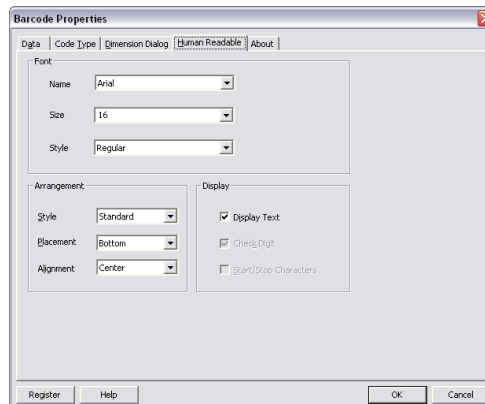 Barcode Properties
Data Code Type Dimension Dialog Human Readable About
Font
Name Arial
Size 16
Style Regular
Arrangement Display
Style Standard Display Text
Placement Bottom Check Digit
Alignment Center Start/Stop Characters
Register Help OK Cancel